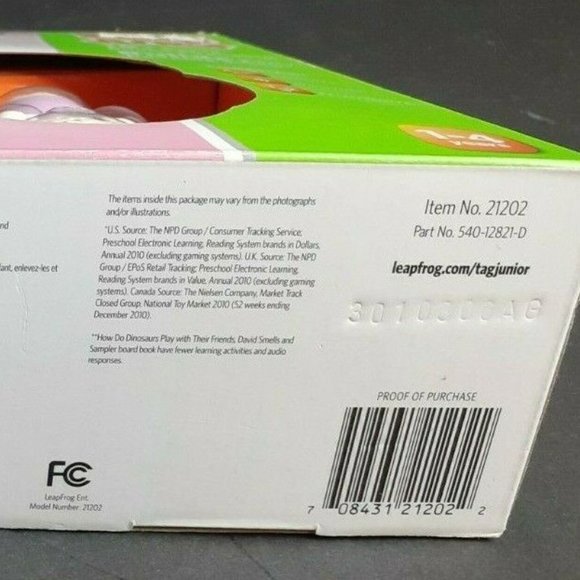 1-4
years
nd
fant, enlevez-les et
The items inside this package may vary from the photographs
and/or illustrations.
*U.S. Source: The NPD Group / Consumer Tracking Service,
Preschool Electronic Learning, Reading System brands in Dollars,
Annual 2010 (excluding gaming systems). U.K. Source: The NPD
Group / EPoS Retail Tracking; Preschool Electronic Learning,
Reading System brands in Value, Annual 2010 (excluding gaming
systems). Canada Source: The Nielsen Company, Market Track
Closed Group; National Toy Market 2010 (52 weeks ending
December 2010).
**How Do Dinosaurs Play with Their Friends, David Smells and
Sampler board book have fewer learning activities and audio
responses.
FC
LeapFrog Ent.
Model Number: 21202
Item No. 21202
Part No. 540-12821-D
leapfrog.com/tagjunior
PROOF OF PURCHASE
7 08431 21202 2